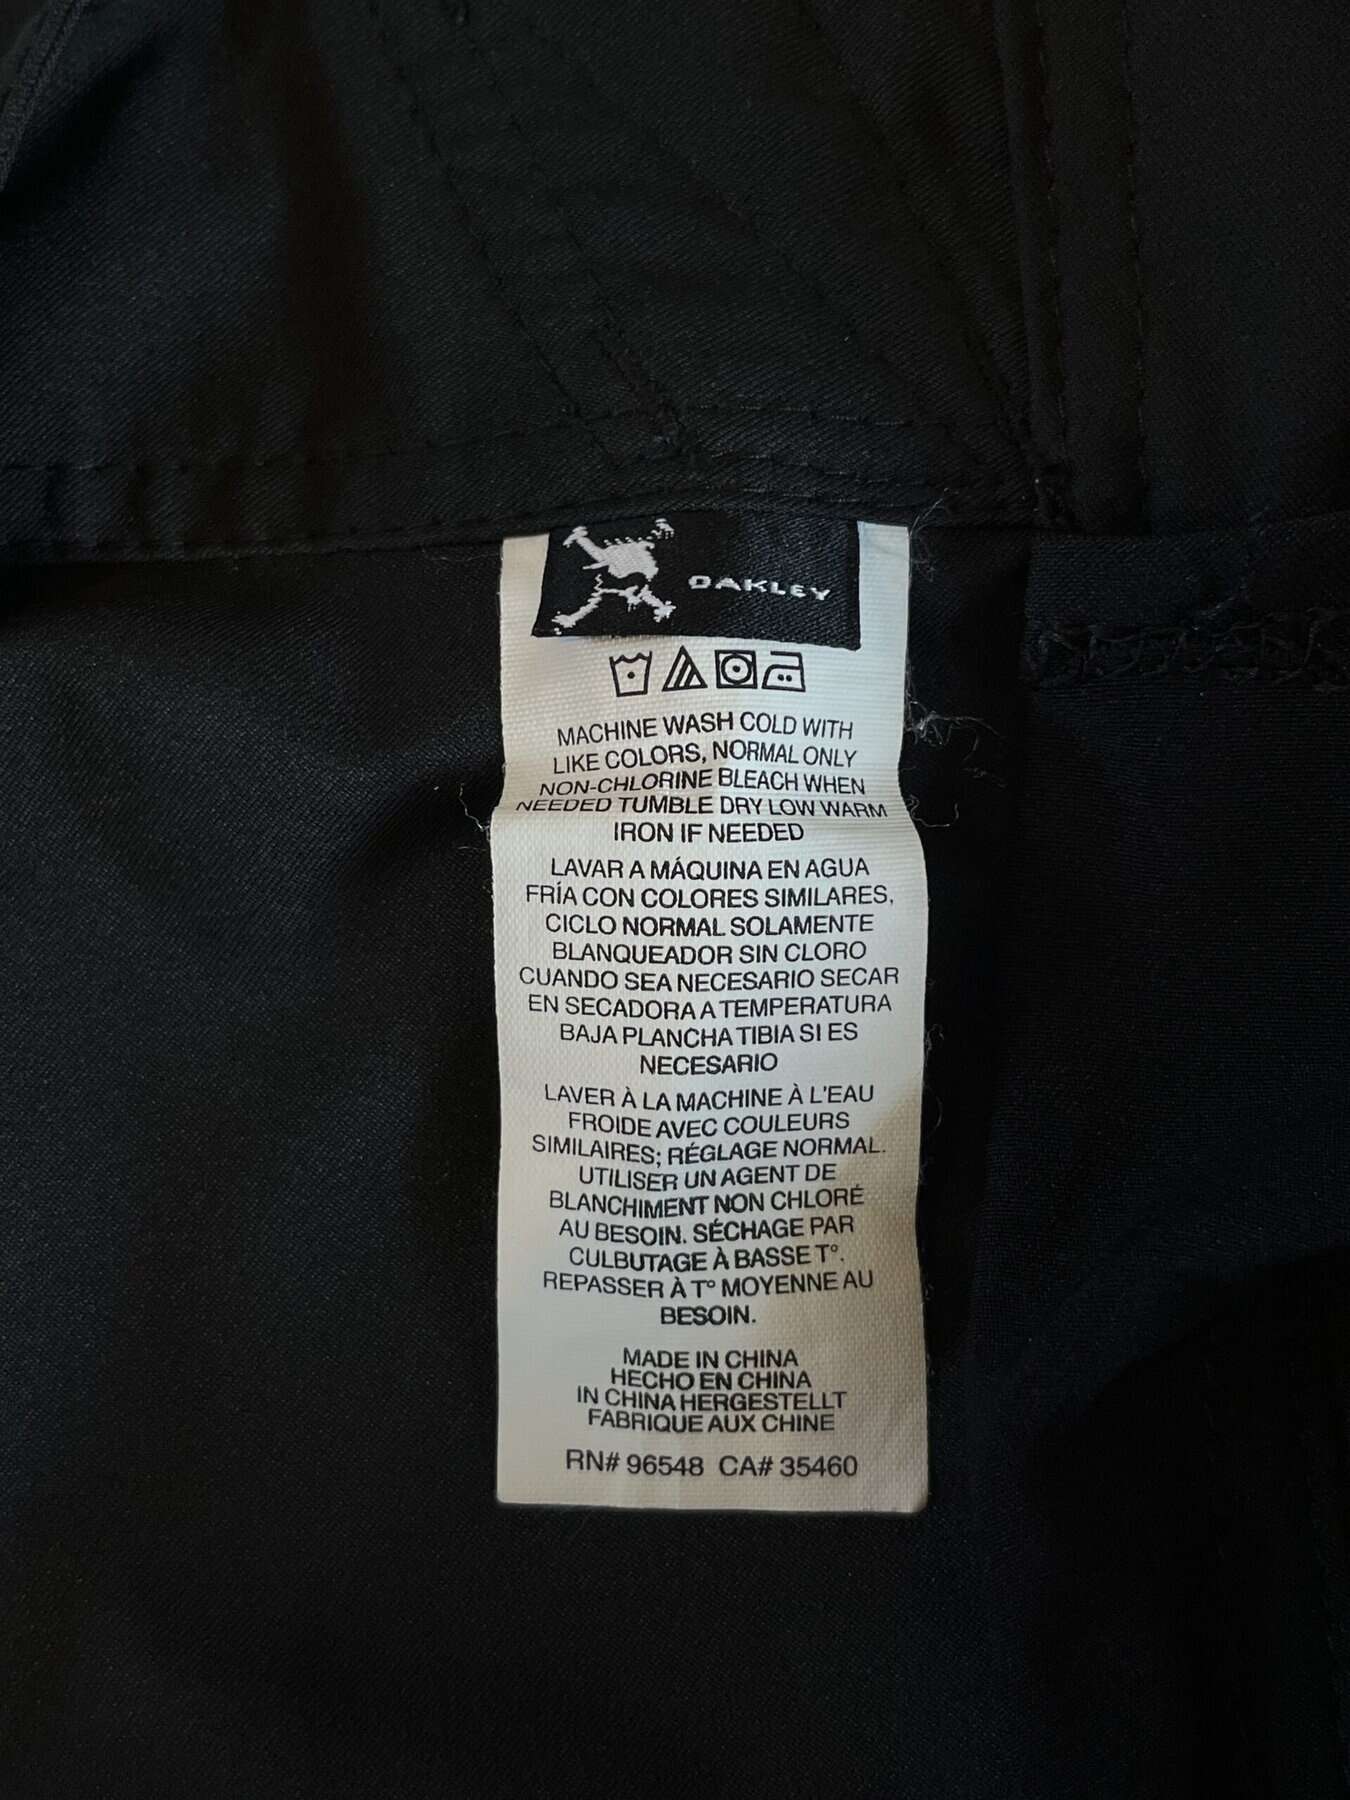 OAKLEY
MACHINE WASH COLD WITH
LIKE COLORS, NORMAL ONLY
NON-CHLORINE BLEACH WHEN
NEEDED TUMBLE DRY LOW WARM
IRON IF NEEDED
LAVAR A MÁQUINA EN AGUA
FRÍA CON COLORES SIMILARES,
CICLO NORMAL SOLAMENTE
BLANQUEADOR SIN CLORO
CUANDO SEA NECESARIO SECAR
EN SECADORA A TEMPERATURA
BAJA PLANCHA TIBIA SI ES
NECESARIO
LAVER À LA MACHINE À L'EAU
FROIDE AVEC COULEURS
SIMILAIRES; RÉGLAGE NORMAL.
UTILISER UN AGENT DE
BLANCHIMENT NON CHLORÉ
AU BESOIN. SÉCHAGE PAR
CULBUTAGE À BASSE T°.
REPASSER À T° MOYENNE AU
BESOIN.
MADE IN CHINA
HECHO EN CHINA
IN CHINA HERGESTELLT
FABRIQUE AUX CHINE
RN# 96548 CA# 35460